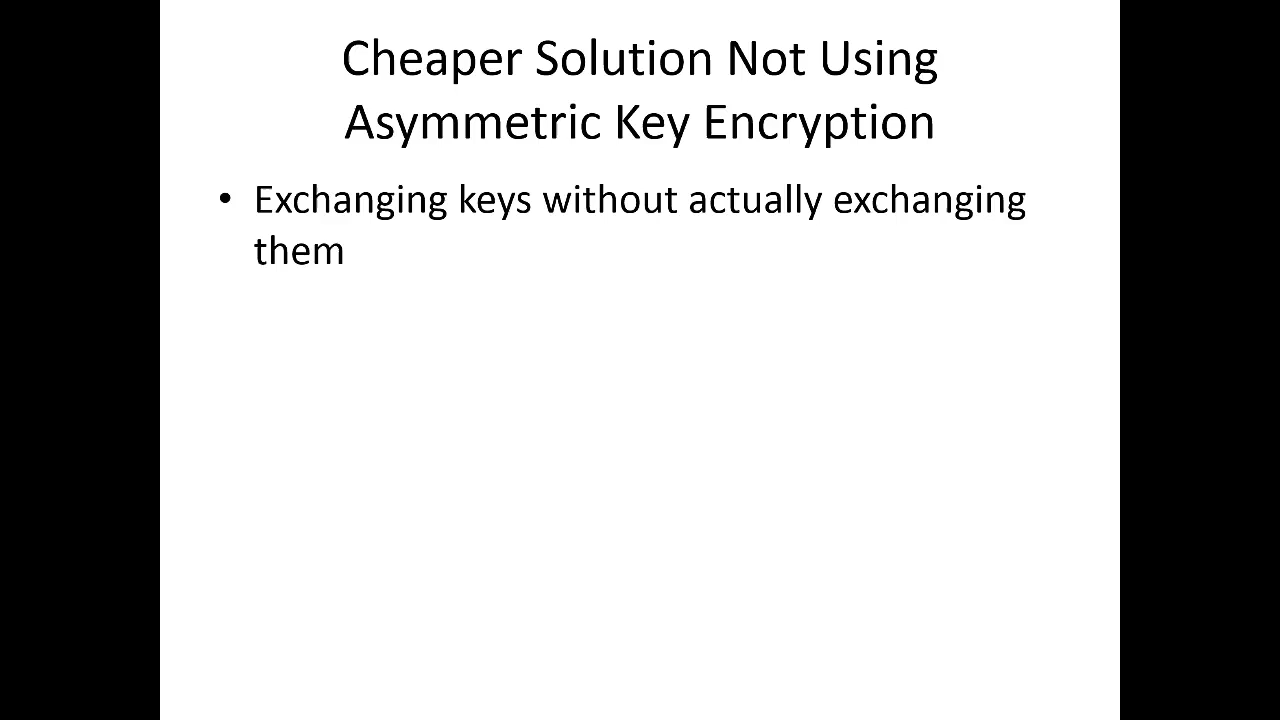 Cheaper Solution Not Using
Asymmetric Key Encryption
• Exchanging keys without actually exchanging
them